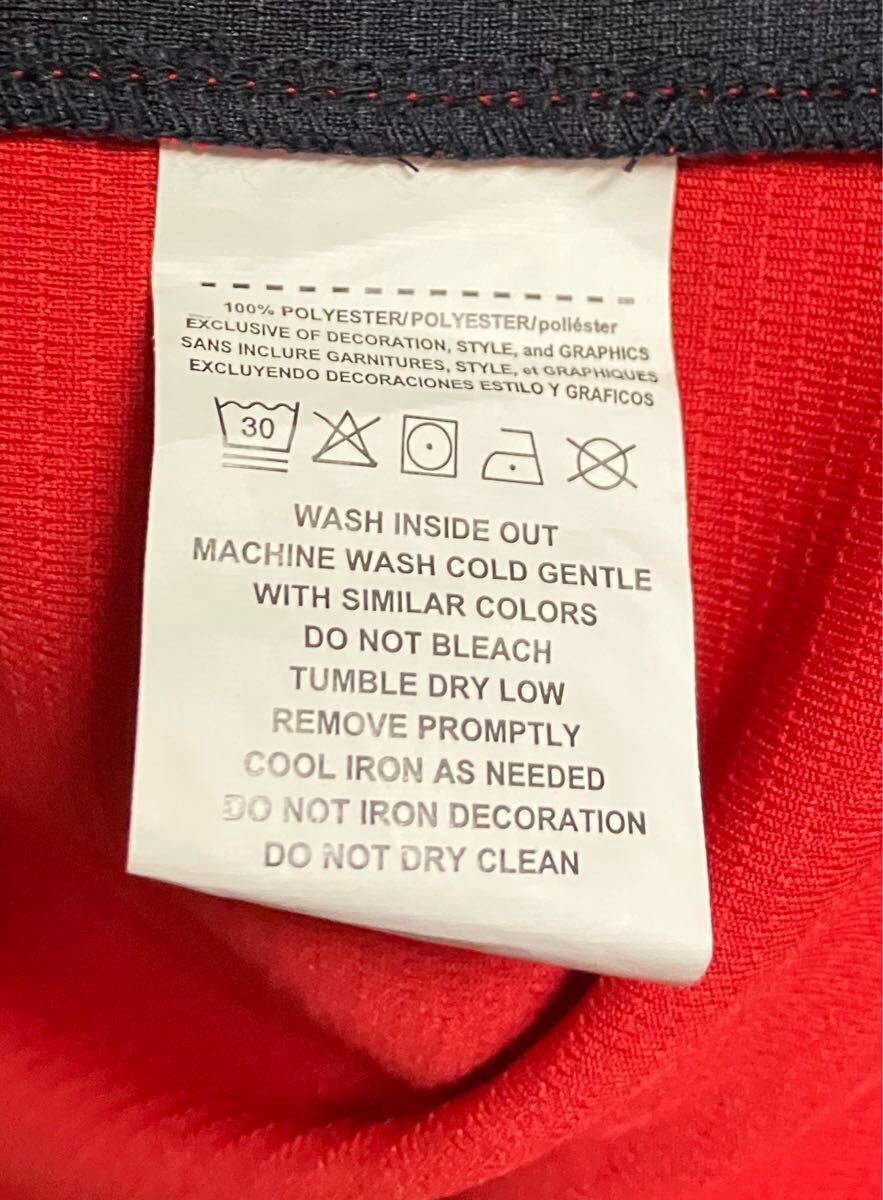 100% POLYESTER/POLYESTER/poliéster
EXCLUSIVE OF DECORATION, STYLE, and GRAPHICS
SANS INCLURE GARNITURES, STYLE, et GRAPHIQUES
EXCLUYENDO DECORACIONES ESTILO Y GRAFICOS
30
WASH INSIDE OUT
MACHINE WASH COLD GENTLE
WITH SIMILAR COLORS
DO NOT BLEACH
TUMBLE DRY LOW
REMOVE PROMPTLY
COOL IRON AS NEEDED
DO NOT IRON DECORATION
DO NOT DRY CLEAN